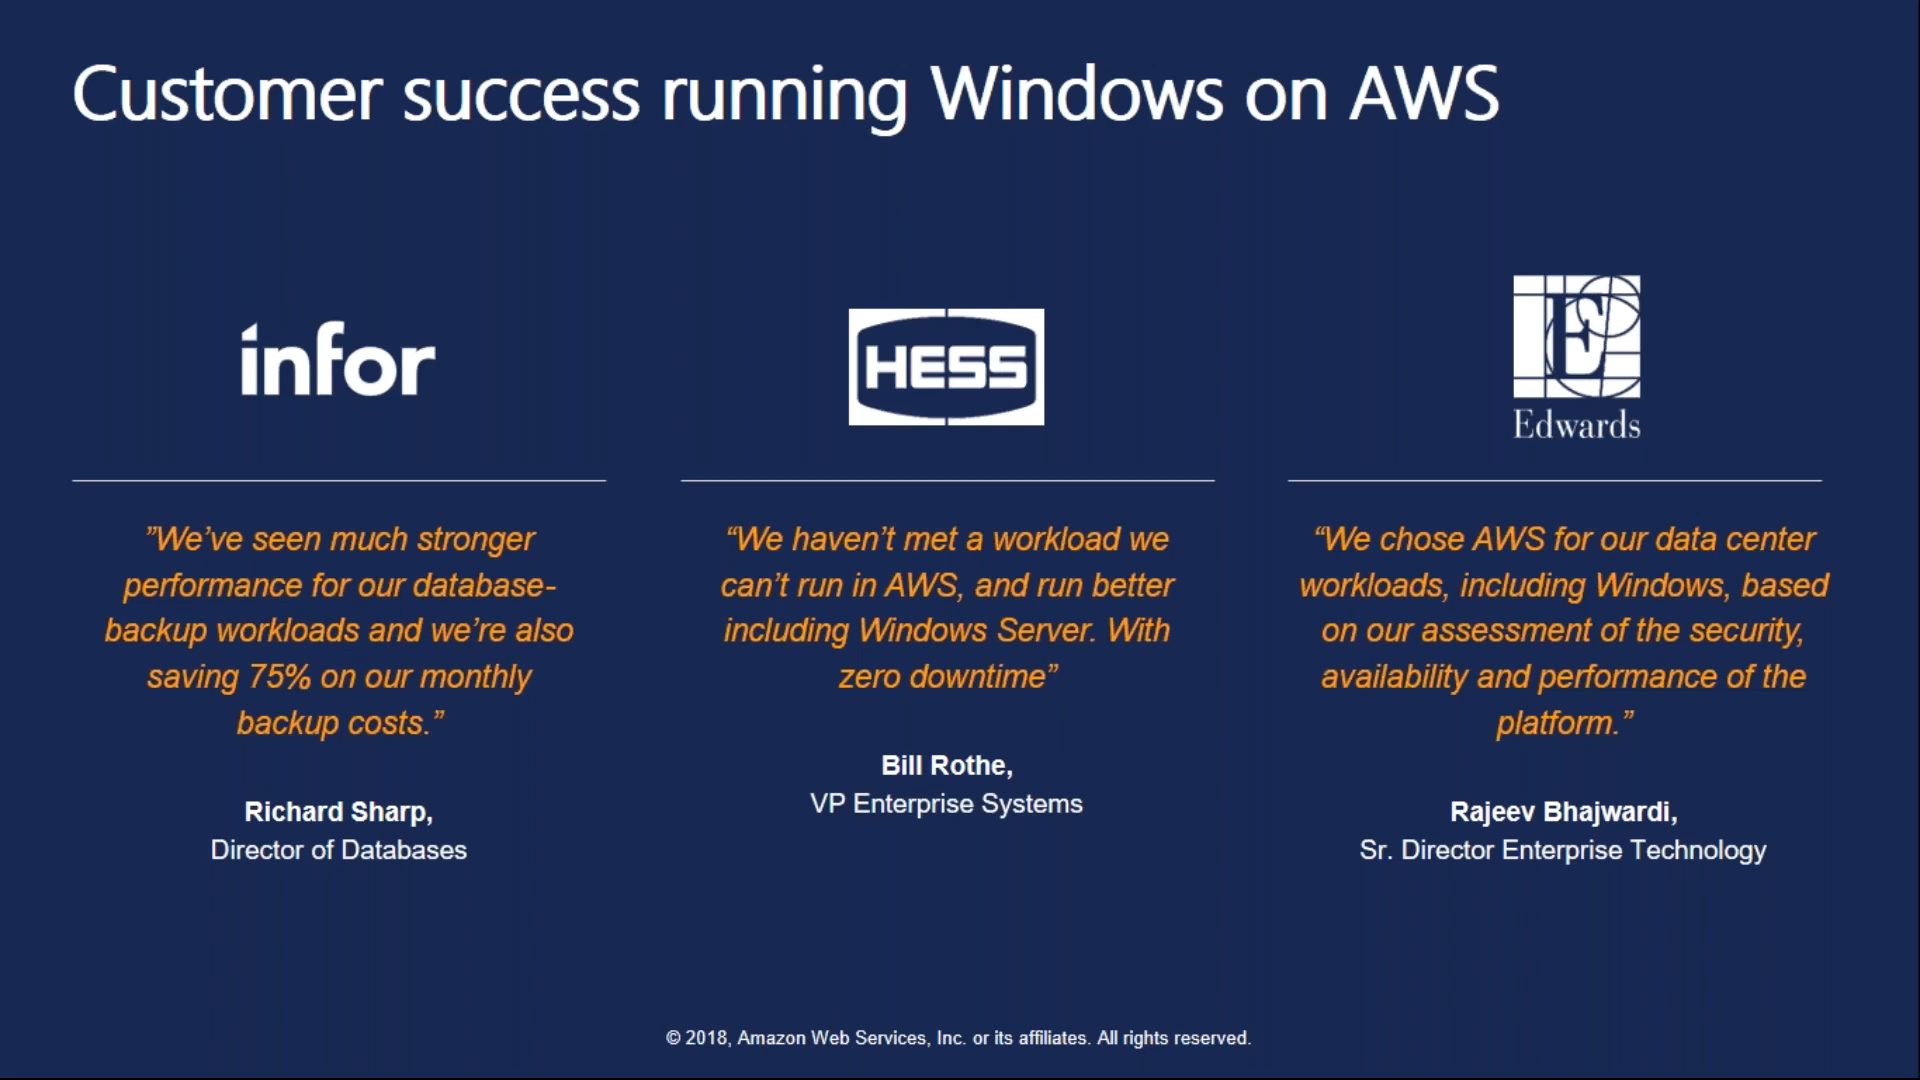 Customer success running Windows on AWS
infor
”We’ve seen much stronger
performance for our database-
backup workloads and we’re also
saving 75% on our monthly
backup costs.”
Richard Sharp,
Director of Databases
HESS
“We haven’t met a workload we
can’t run in AWS, and run better
including Windows Server. With
zero downtime”
Bill Rothe,
VP Enterprise Systems
E
Edwards
“We chose AWS for our data center
workloads, including Windows, based
on our assessment of the security,
availability and performance of the
platform.”
Rajeev Bhajwardi,
Sr. Director Enterprise Technology
© 2018, Amazon Web Services, Inc. or its affiliates. All rights reserved.